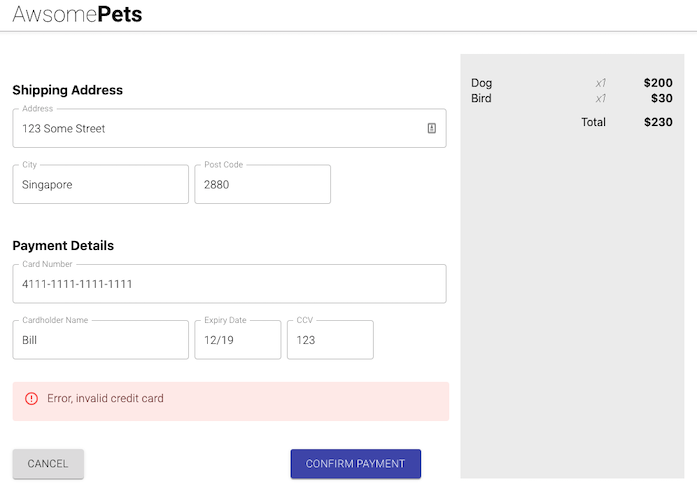 AwsomePets
Shipping Address
Address
123 Some Street
City
Singapore
Post Code
2880
Payment Details
Card Number
4111-1111-1111-1111
Cardholder Name
Bill
Expiry Date
12/19
CCV
123
Error, invalid credit card
CANCEL
CONFIRM PAYMENT
Dog x1 $200
Bird x1 $30
Total $230